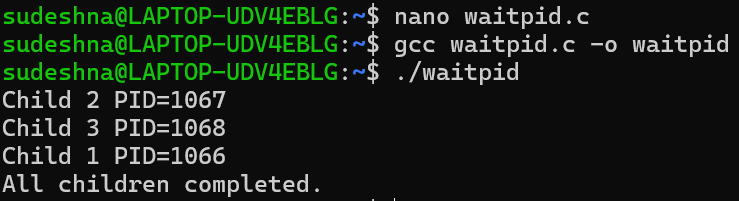 sudeshna@LAPTOP-UDV4EBLG:~$ nano waitpid.c
sudeshna@LAPTOP-UDV4EBLG:~$ gcc waitpid.c -o waitpid
sudeshna@LAPTOP-UDV4EBLG:~$ ./waitpid
Child 2 PID=1067
Child 3 PID=1068
Child 1 PID=1066
All children completed.